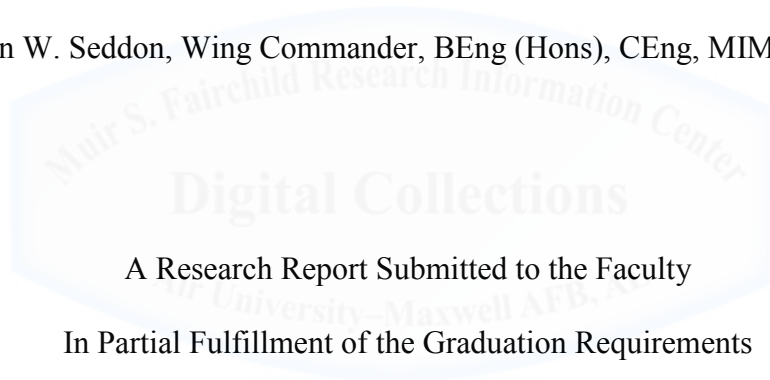 n W. Seddon, Wing Commander, BEng (Hons), CEng, MIM
Muir S. Fairchild Research Information Center
Digital Collections
A Research Report Submitted to the Faculty
Air University–Maxwell AFB, AL
In Partial Fulfillment of the Graduation Requirements